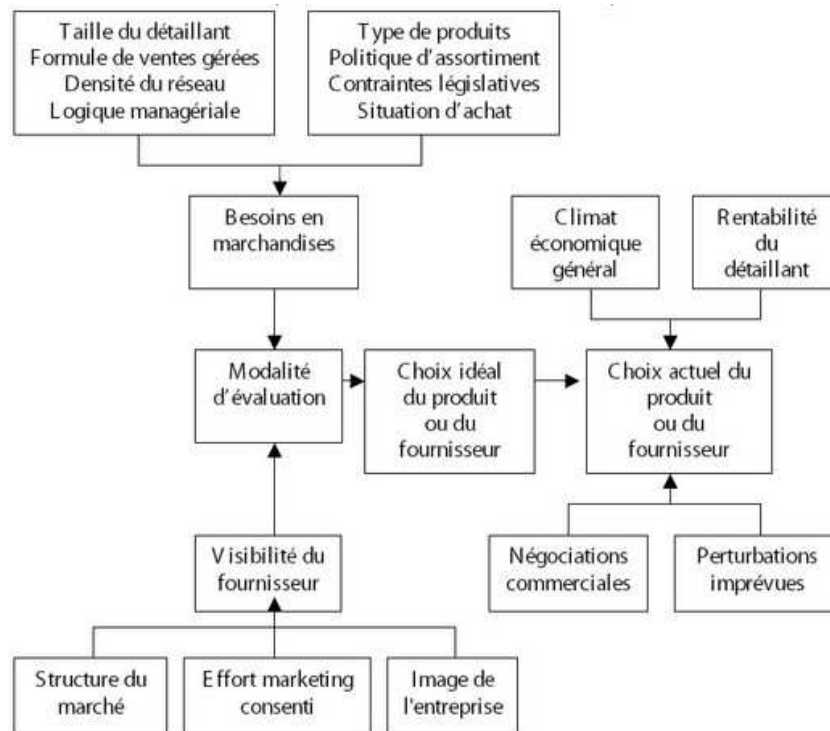 Taille du détaillant
Formule de ventes gérées
Densité du réseau
Logique managériale
Type de produits
Politique d'assortiment
Contraintes législatives
Situation d'achat
Besoins en
marchandises
Climat
économique
général
Rentabilité
du
détaillant
Modalité
d'évaluation
Choix idéal
du produit
ou du
fournisseur
Choix actuel du
produit
ou du
fournisseur
Visibilité du
fournisseur
Négociations
commerciales
Perturbations
imprévues
Structure du
marché
Effort marketing
consenti
Image de
l'entreprise